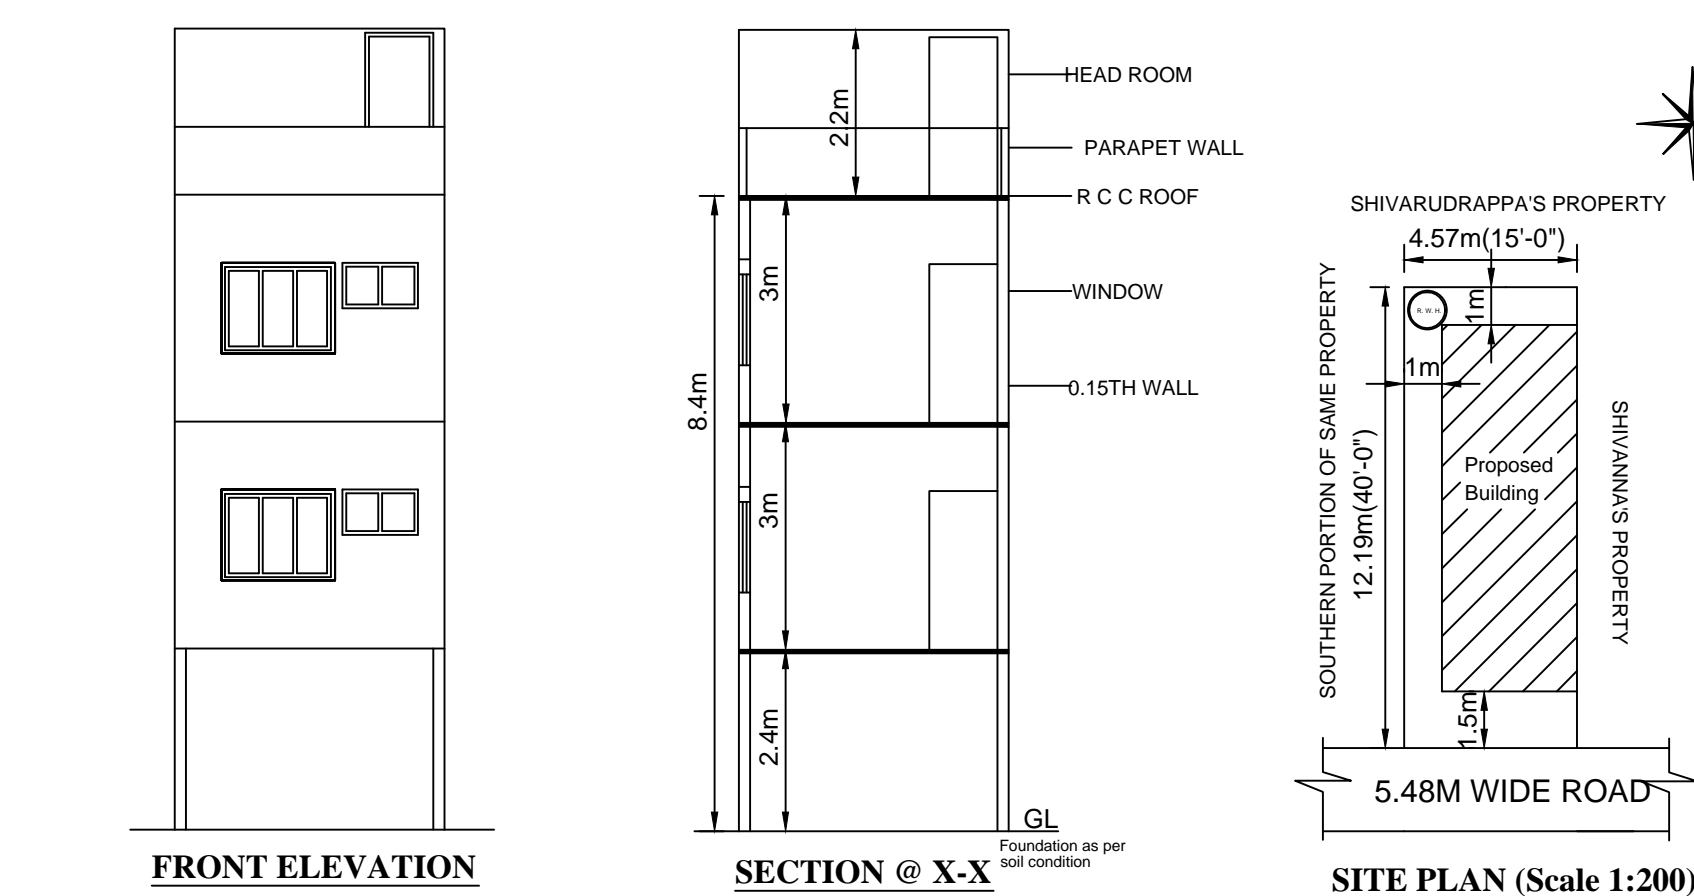 FRONT ELEVATION
2.2m
HEAD ROOM
PARAPET WALL
R C C ROOF
3m
WINDOW
0.15TH WALL
8.4m
3m
2.4m
GL
Foundation as per
soil condition
SECTION @ X-X
SHIVARUDRAPPA'S PROPERTY
4.57m(15'-0")
R. W. H.
1m
1m
SOUTHERN PORTION OF SAME PROPERTY
12.19m(40'-0")
Proposed
Building
SHIVANNA'S PROPERTY
1.5m
5.48M WIDE ROAD
SITE PLAN (Scale 1:200)